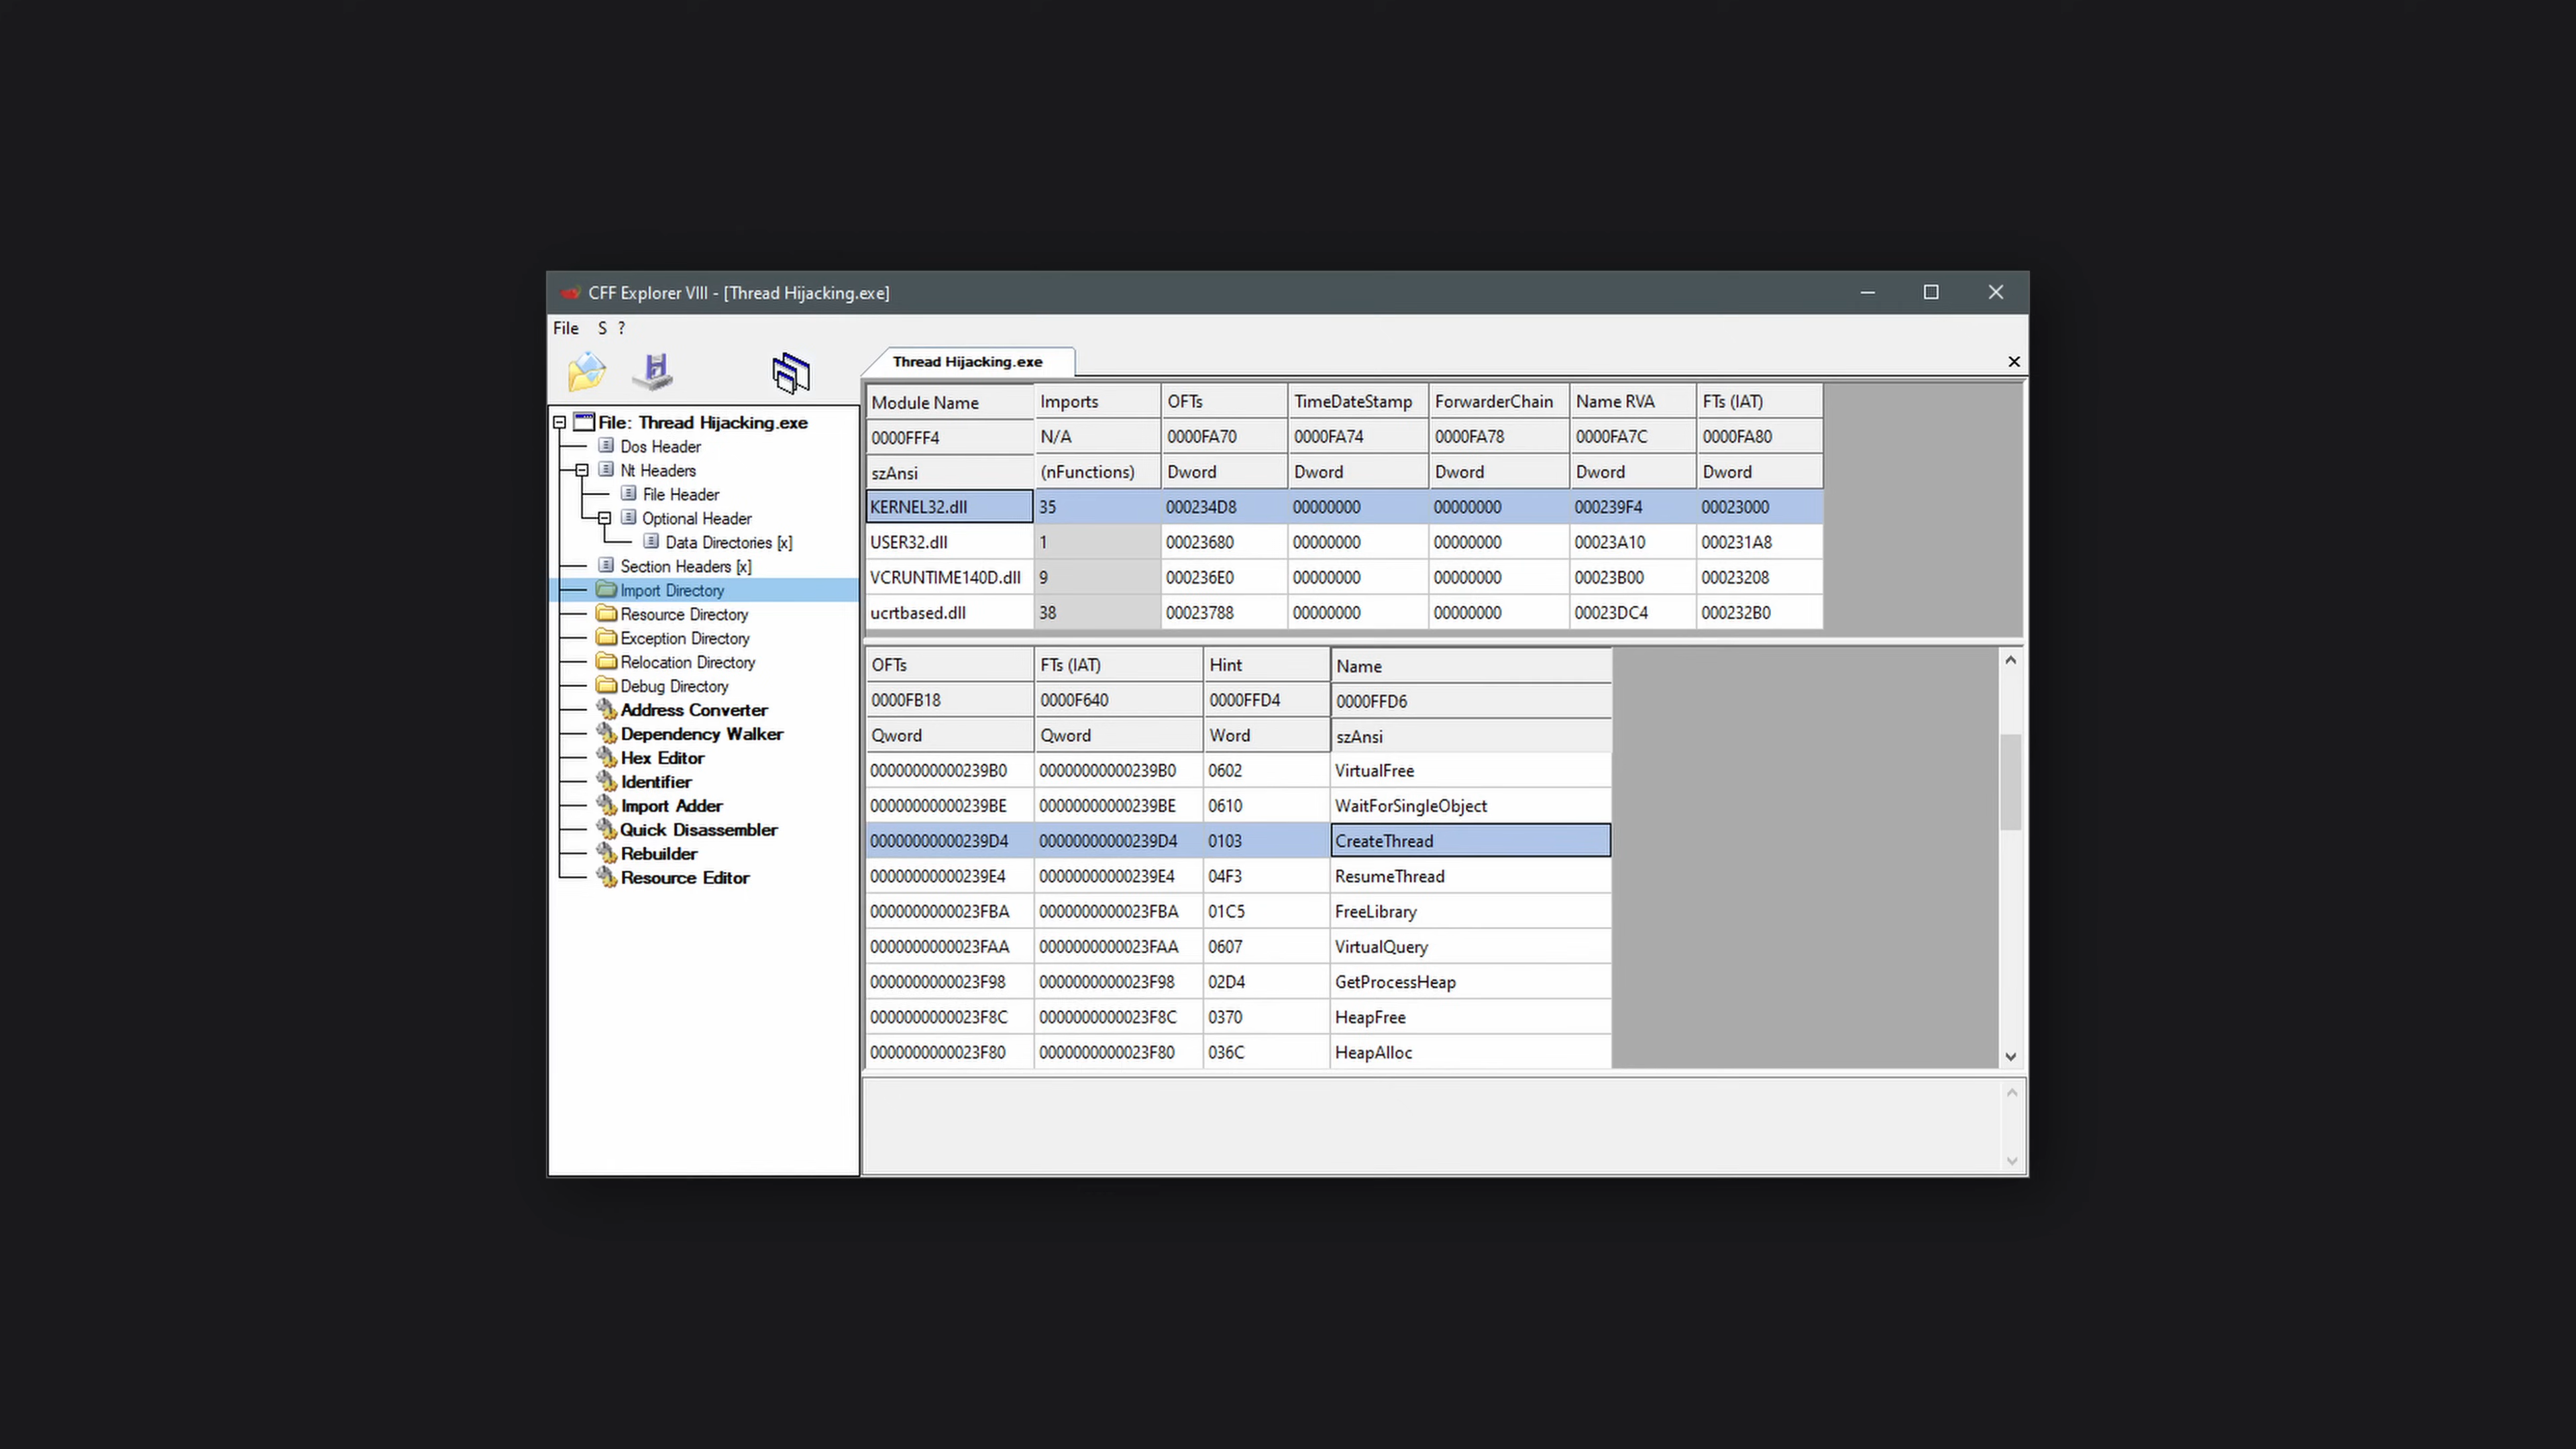 CFF Explorer VIII - [Thread Hijacking.exe]
File S ?
Thread Hijacking.exe
File: Thread Hijacking.exe
Dos Header
Nt Headers
File Header
Optional Header
Data Directories [x]
Section Headers [x]
Import Directory
Resource Directory
Exception Directory
Relocation Directory
Debug Directory
Address Converter
Dependency Walker
Hex Editor
Identifier
Import Adder
Quick Disassembler
Rebuilder
Resource Editor
Module Name Imports OFTs TimeDateStamp ForwarderChain Name RVA FTs (IAT)
0000FFF4 N/A 0000FA70 0000FA74 0000FA78 0000FA7C 0000FA80
szAnsi (nFunctions) Dword Dword Dword Dword Dword
KERNEL32.dll 35 000234D8 00000000 00000000 000239F4 00023000
USER32.dll 1 00023680 00000000 00000000 00023A10 000231A8
VCRUNTIME140D.dll 9 000236E0 00000000 00000000 00023B00 00023208
ucrtbased.dll 38 00023788 00000000 00000000 00023DC4 000232B0
OFTs FTs (IAT) Hint Name
0000FB18 0000F640 0000FFD4 0000FFD6
Qword Qword Word szAnsi
00000000000239B0 00000000000239B0 0602 VirtualFree
00000000000239BE 00000000000239BE 0610 WaitForSingleObject
00000000000239D4 00000000000239D4 0103 CreateThread
00000000000239E4 00000000000239E4 04F3 ResumeThread
0000000000023FBA 0000000000023FBA 01C5 FreeLibrary
0000000000023FAA 0000000000023FAA 0607 VirtualQuery
0000000000023F98 0000000000023F98 02D4 GetProcessHeap
0000000000023F8C 0000000000023F8C 0370 HeapFree
0000000000023F80 0000000000023F80 036C HeapAlloc